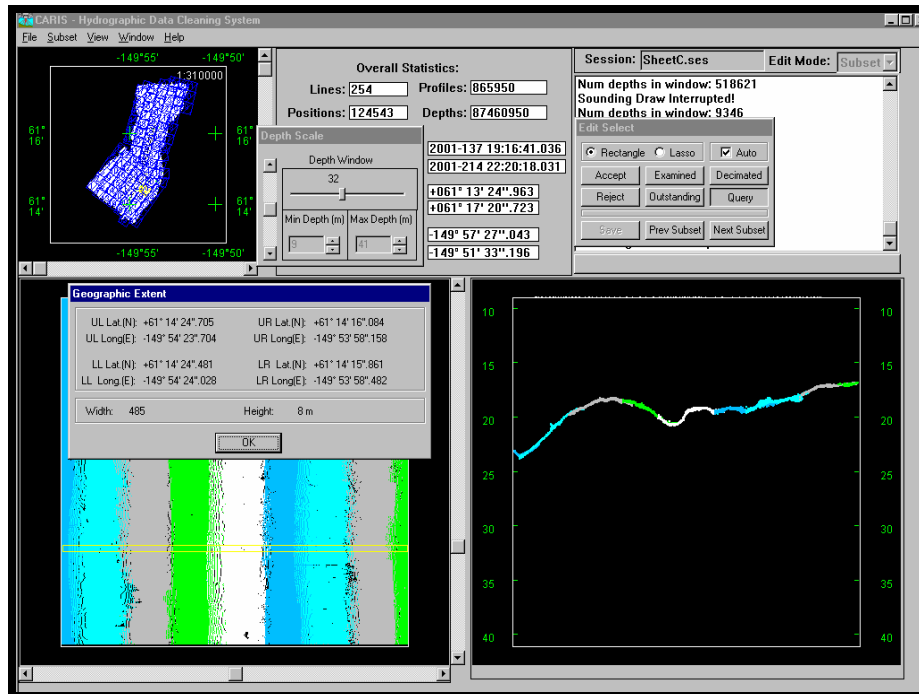 CARIS - Hydrographic Data Cleaning System
File Subset View Window Help
-149°55' -149°50'
1:310000
61° 16' 61° 16'
61° 14' 61° 14'
-149°55' -149°50'
Overall Statistics:
Lines: 254 Profiles: 865950
Positions: 124543 Depths: 87460950
2001-137 19:16:41.036
2001-214 22:20:18.031
+061° 13' 24".963
+061° 17' 20".723
-149° 57' 27".043
-149° 51' 33".196
Depth Scale
Depth Window
32
Min Depth (m) Max Depth (m)
9 41
Session: SheetC.ses Edit Mode: Subset
Num depths in window: 518621
Sounding Draw Interrupted!
Num depths in window: 9346
Edit Select
Rectangle Lasso Auto
Accept Examined Decimated
Reject Outstanding Query
Save Prev Subset Next Subset
Geographic Extent
UL Lat.(N): +61° 14' 24".705 UR Lat.(N): +61° 14' 16".084
UL Long(E): -149° 54' 23".704 UR Long(E): -149° 53' 58".158
LL Lat.(N): +61° 14' 24".481 LR Lat.(N): +61° 14' 15".861
LL Long.(E): -149° 54' 24".028 LR Long(E): -149° 53' 58".482
Width: 485 Height: 8 m
OK
10 10
15 15
20 20
25 25
30 30
35 35
40 40